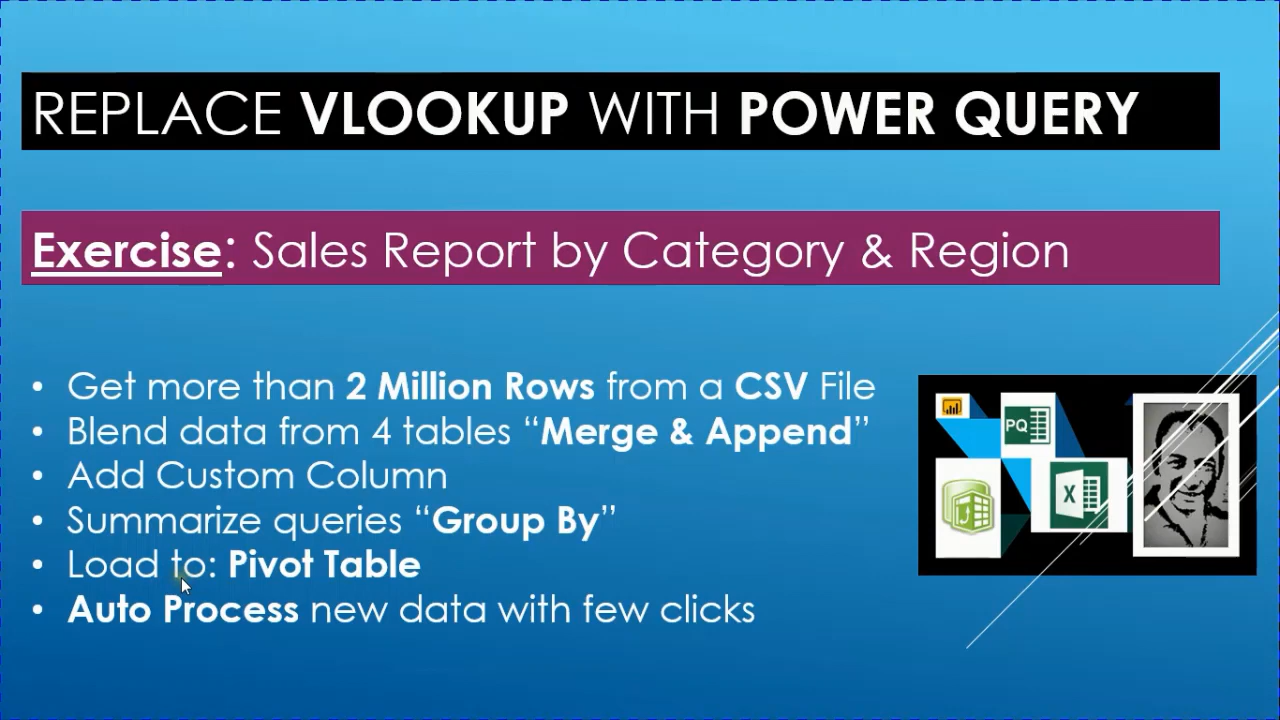 REPLACE VLOOKUP WITH POWER QUERY
Exercise: Sales Report by Category & Region
• Get more than 2 Million Rows from a CSV File
• Blend data from 4 tables “Merge & Append”
• Add Custom Column
• Summarize queries “Group By”
• Load to: Pivot Table
• Auto Process new data with few clicks
PQ
X